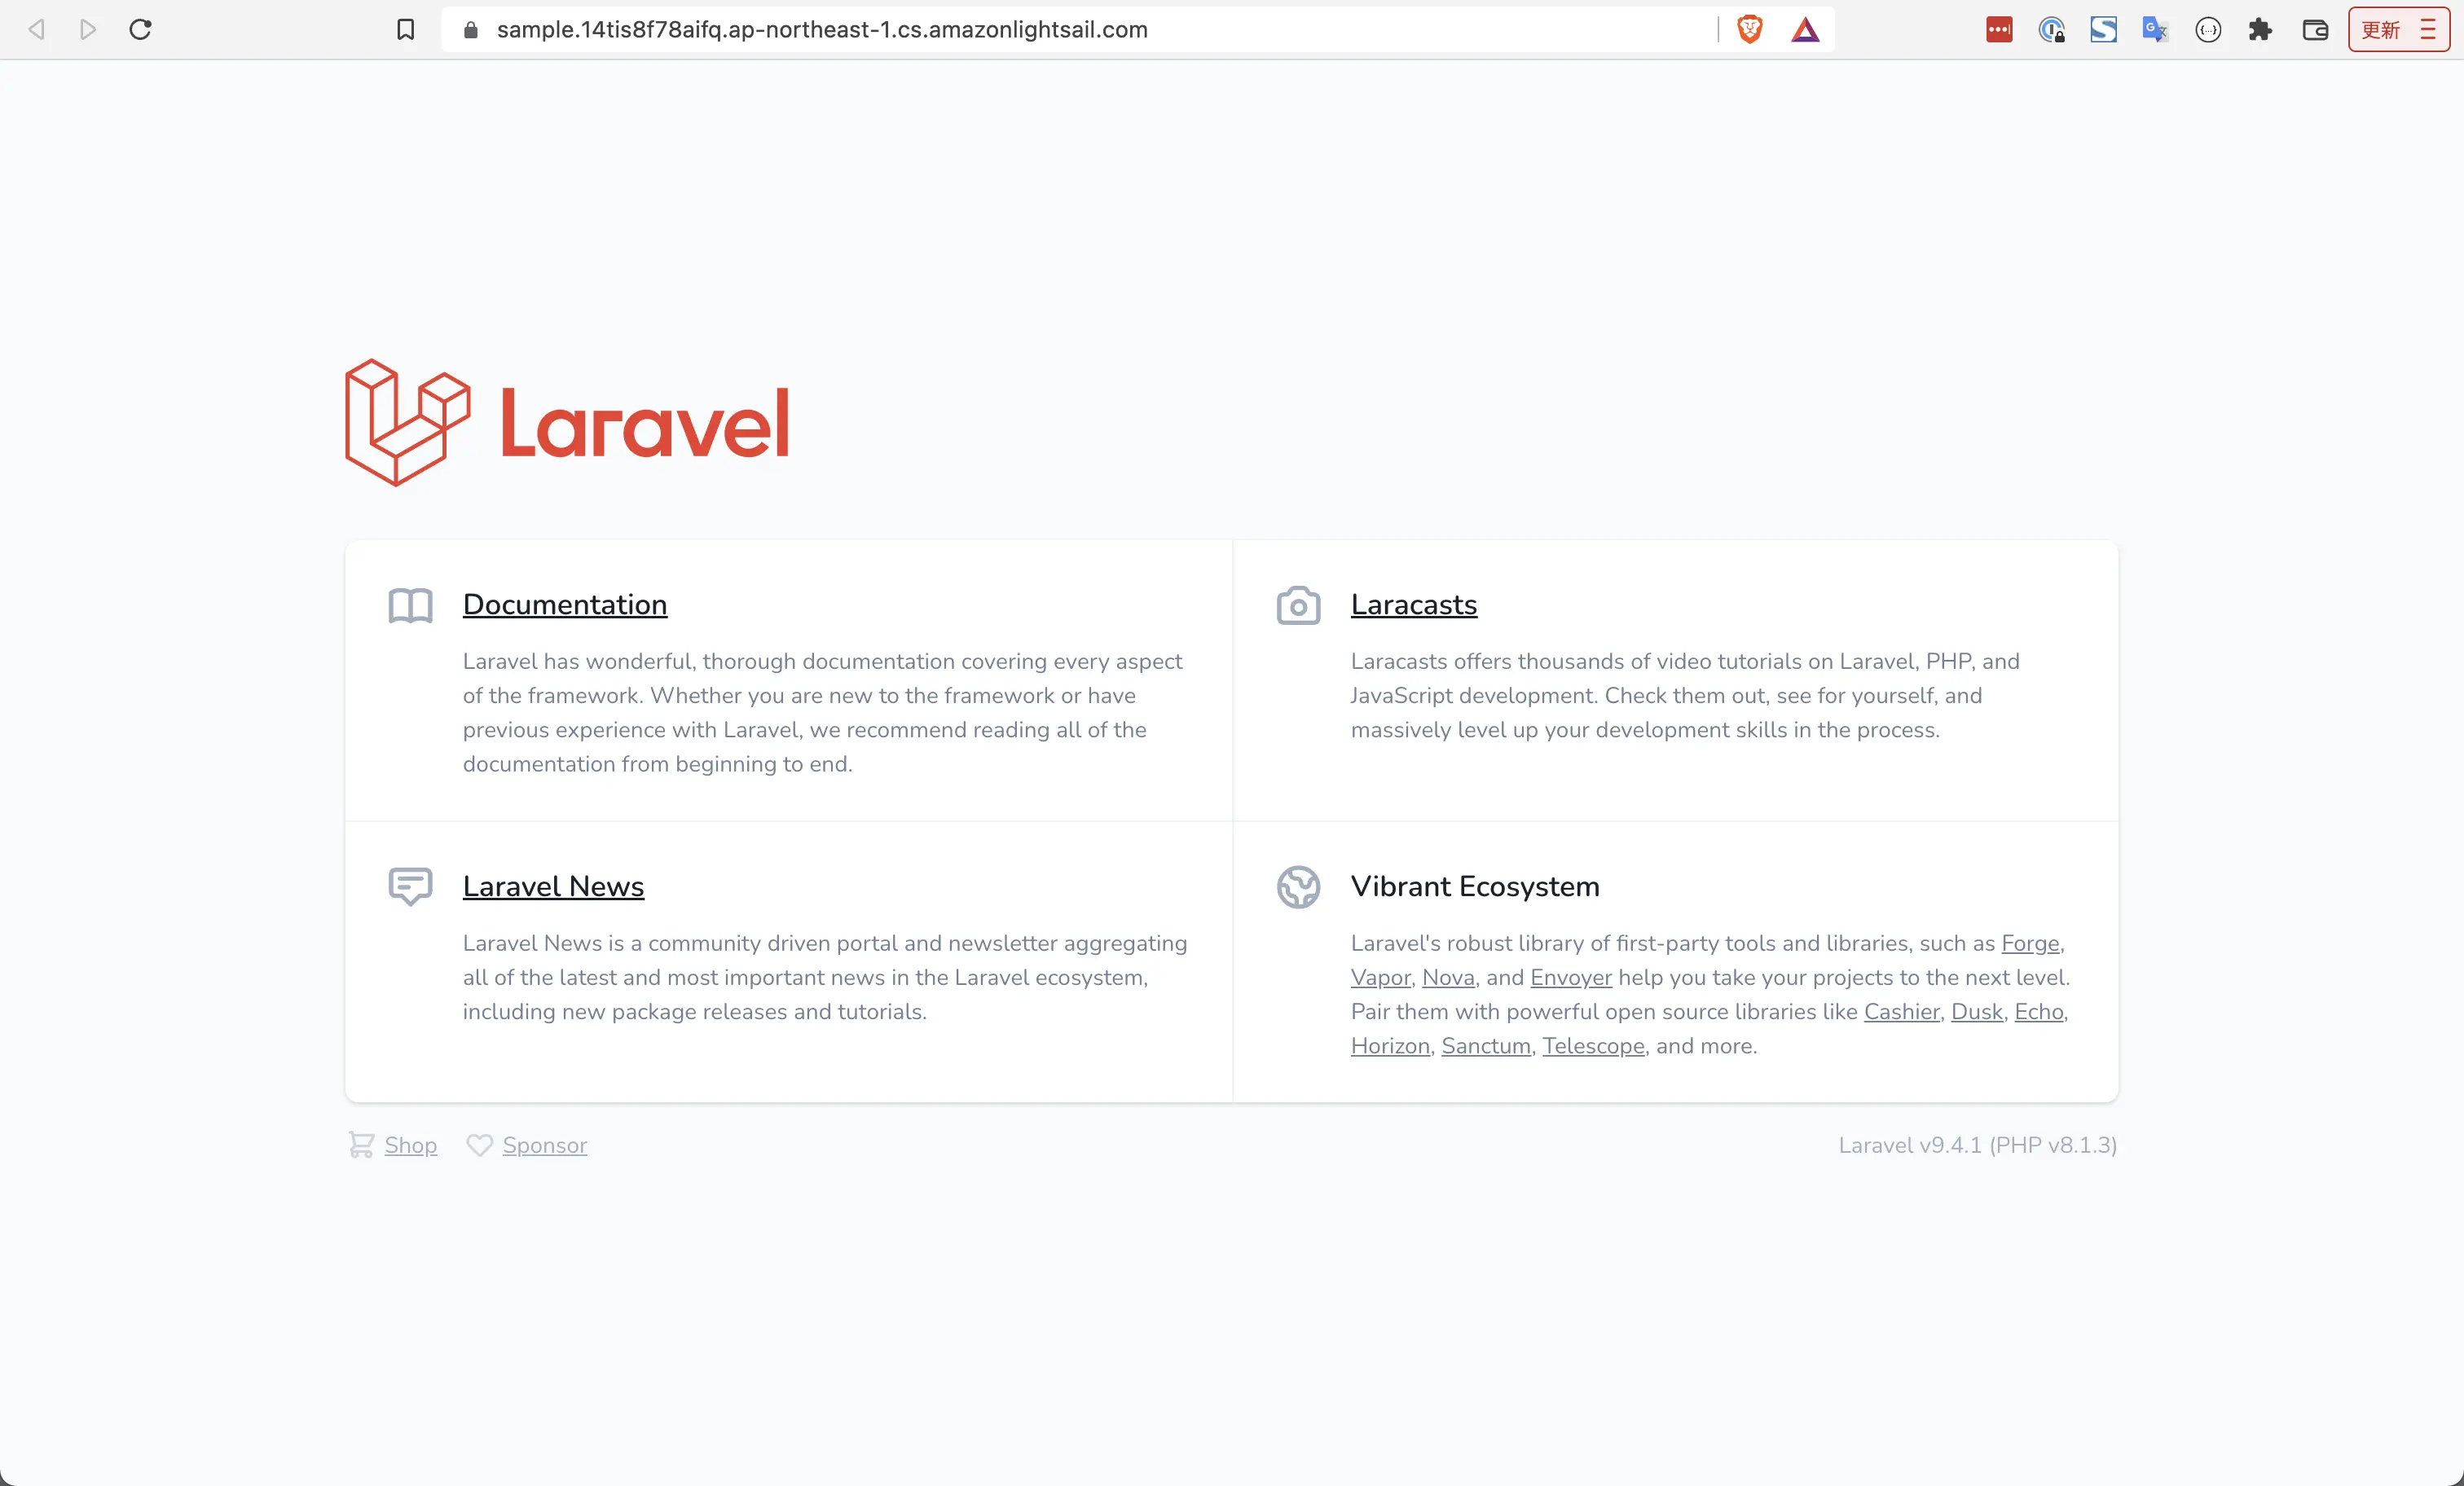 sample.14tis8f78aifq.ap-northeast-1.cs.amazonlightsail.com
更新
Laravel
Documentation
Laravel has wonderful, thorough documentation covering every aspect
of the framework. Whether you are new to the framework or have
previous experience with Laravel, we recommend reading all of the
documentation from beginning to end.
Laracasts
Laracasts offers thousands of video tutorials on Laravel, PHP, and
JavaScript development. Check them out, see for yourself, and
massively level up your development skills in the process.
Laravel News
Laravel News is a community driven portal and newsletter aggregating
all of the latest and most important news in the Laravel ecosystem,
including new package releases and tutorials.
Vibrant Ecosystem
Laravel's robust library of first-party tools and libraries, such as Forge,
Vapor, Nova, and Envoyer help you take your projects to the next level.
Pair them with powerful open source libraries like Cashier, Dusk, Echo,
Horizon, Sanctum, Telescope, and more.
Shop
Sponsor
Laravel v9.4.1 (PHP v8.1.3)